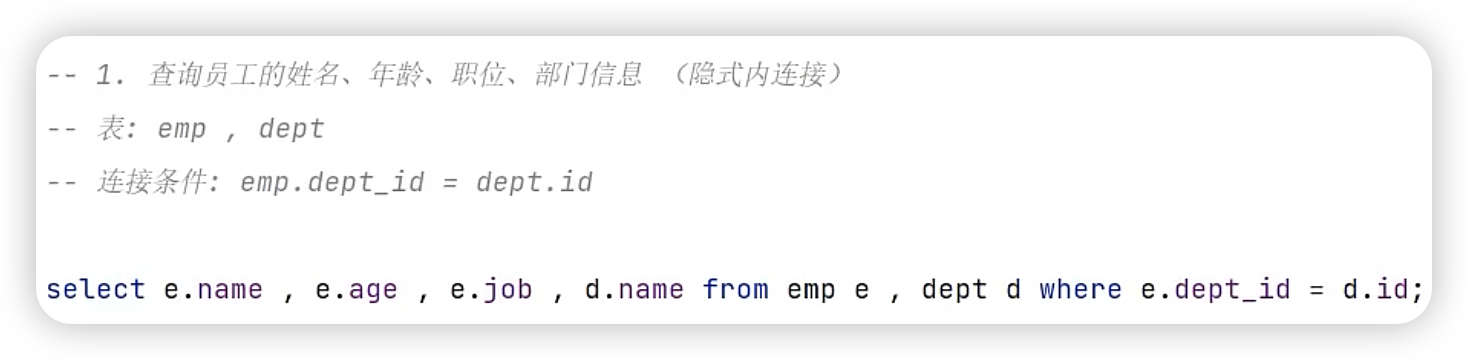 -- 1. 查询员工的姓名、年龄、职位、部门信息 （隐式内连接）
-- 表: emp , dept
-- 连接条件: emp.dept_id = dept.id
select e.name , e.age , e.job , d.name from emp e , dept d where e.dept_id = d.id;